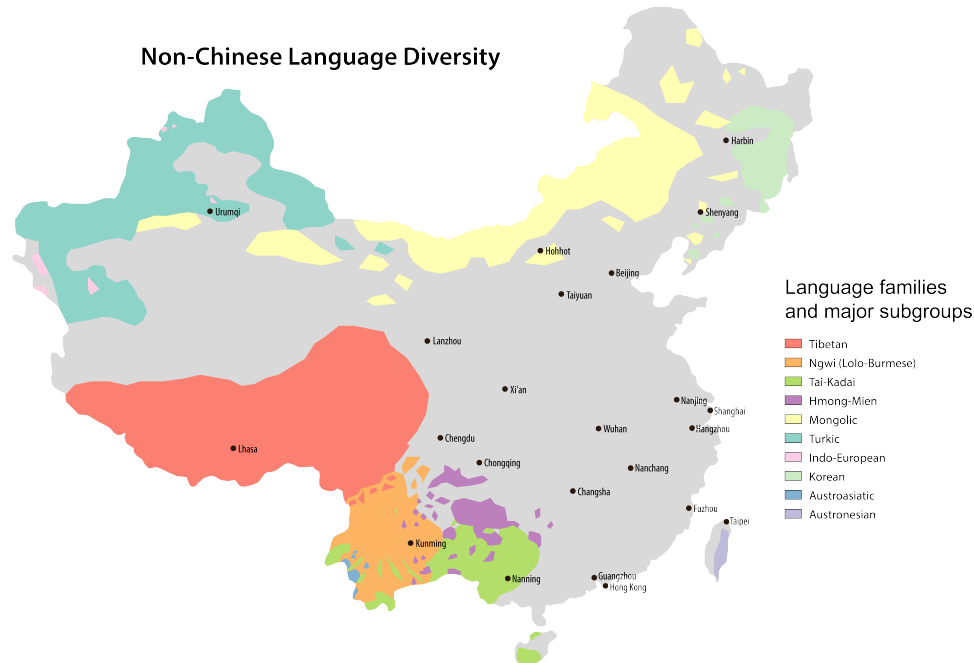 Non-Chinese Language Diversity
Harbin
Urumqi
Shenyang
Hohhot
Beijing
Taiyuan
Language families
and major subgroups
Lanzhou
Tibetan
Ngwi (Lolo-Burmese)
Tai-Kadai
Hmong-Mien
Mongolic
Turkic
Indo-European
Korean
Austroasiatic
Austronesian
Xi'an
Nanjing
Shanghai
Hangzhou
Wuhan
Chengdu
Lhasa
Chongqing
Nanchang
Changsha
Fuzhou
Taipei
Kunming
Nanning
Guangzhou
Hong Kong